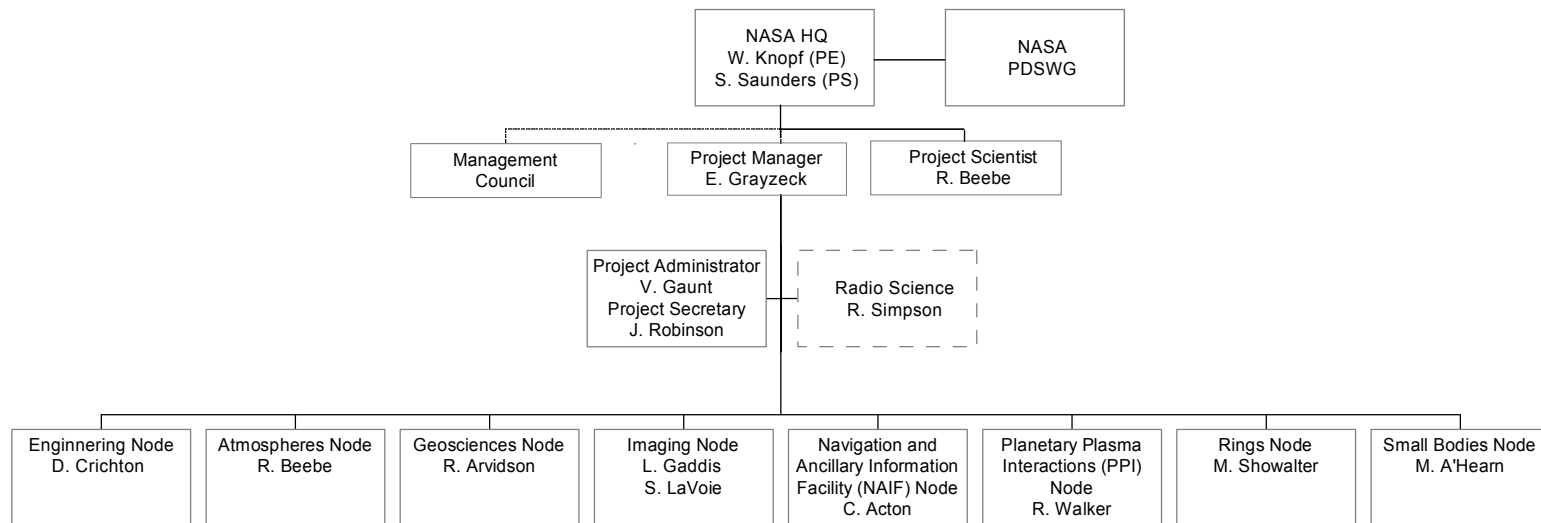 NASA HQ
W. Knopf (PE)
S. Saunders (PS)
NASA
PDSWG
Management
Council
Project Manager
E. Grayzeck
Project Scientist
R. Beebe
Project Administrator
V. Gaunt
Project Secretary
J. Robinson
Radio Science
R. Simpson
Enginnering Node
D. Crichton
Atmospheres Node
R. Beebe
Geosciences Node
R. Arvidson
Imaging Node
L. Gaddis
S. LaVoie
Navigation and
Ancillary Information
Facility (NAIF) Node
C. Acton
Planetary Plasma
Interactions (PPI)
Node
R. Walker
Rings Node
M. Showalter
Small Bodies Node
M. A'Hearn